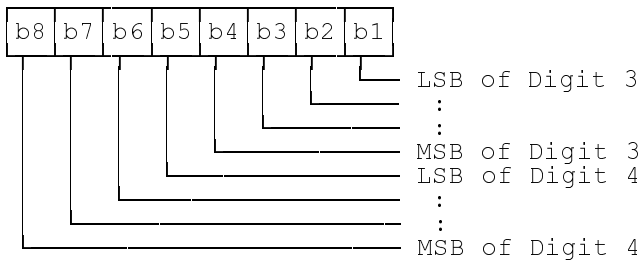 b8 b7 b6 b5 b4 b3 b2 b1
LSB of Digit 3
:
:
MSB of Digit 3
LSB of Digit 4
:
:
MSB of Digit 4